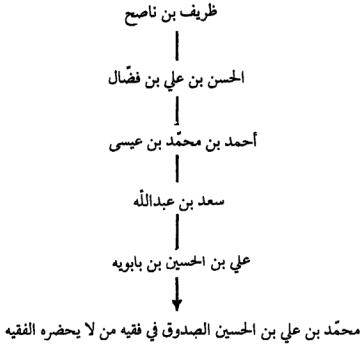 ظريف بن ناصح
الحسن بن علي بن فضّال
أحمد بن محمّد بن عيسى
سعد بن عبداللّه
علي بن الحسين بن بابويه
محمّد بن علي بن الحسين الصدوق في فقيه من لا يحضره الفقيه